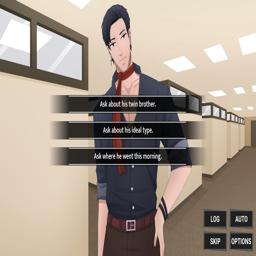 Ask about his twin brother.
Ask about his ideal type.
Ask where he went this morning.
LOG AUTO
SKIP OPTIONS